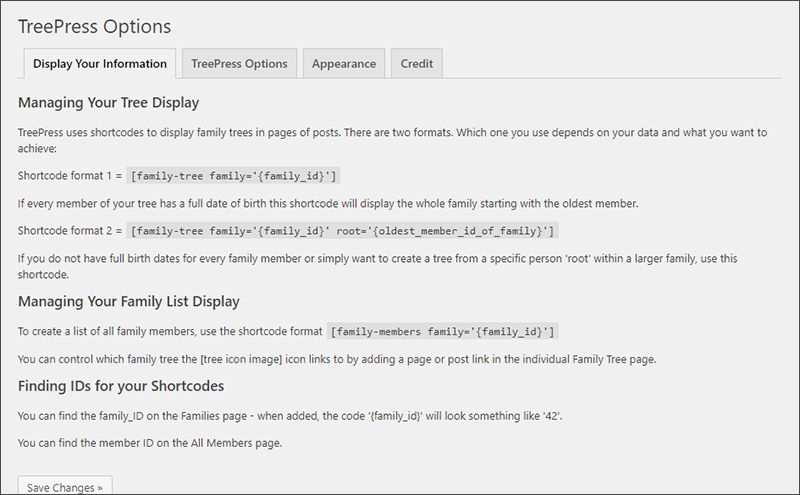 TreePress Options
Display Your Information
TreePress Options
Appearance
Credit
Managing Your Tree Display
TreePress uses shortcodes to display family trees in pages of posts. There are two formats. Which one you use depends on your data and what you want to
achieve:
Shortcode format 1 = [family-tree family='{family_id}']
If every member of your tree has a full date of birth this shortcode will display the whole family starting with the oldest member.
Shortcode format 2 = [family-tree family='{family_id}' root='{oldest_member_id_of_family}']
If you do not have full birth dates for every family member or simply want to create a tree from a specific person 'root' within a larger family, use this
shortcode.
Managing Your Family List Display
To create a list of all family members, use the shortcode format [family-members family='{family_id}']
You can control which family tree the [tree icon image] icon links to by adding a page or post link in the individual Family Tree page.
Finding IDs for your Shortcodes
You can find the family_ID on the Families page - when added, the code '{family_id}' will look something like '42'.
You can find the member ID on the All Members page.
Save Changes »